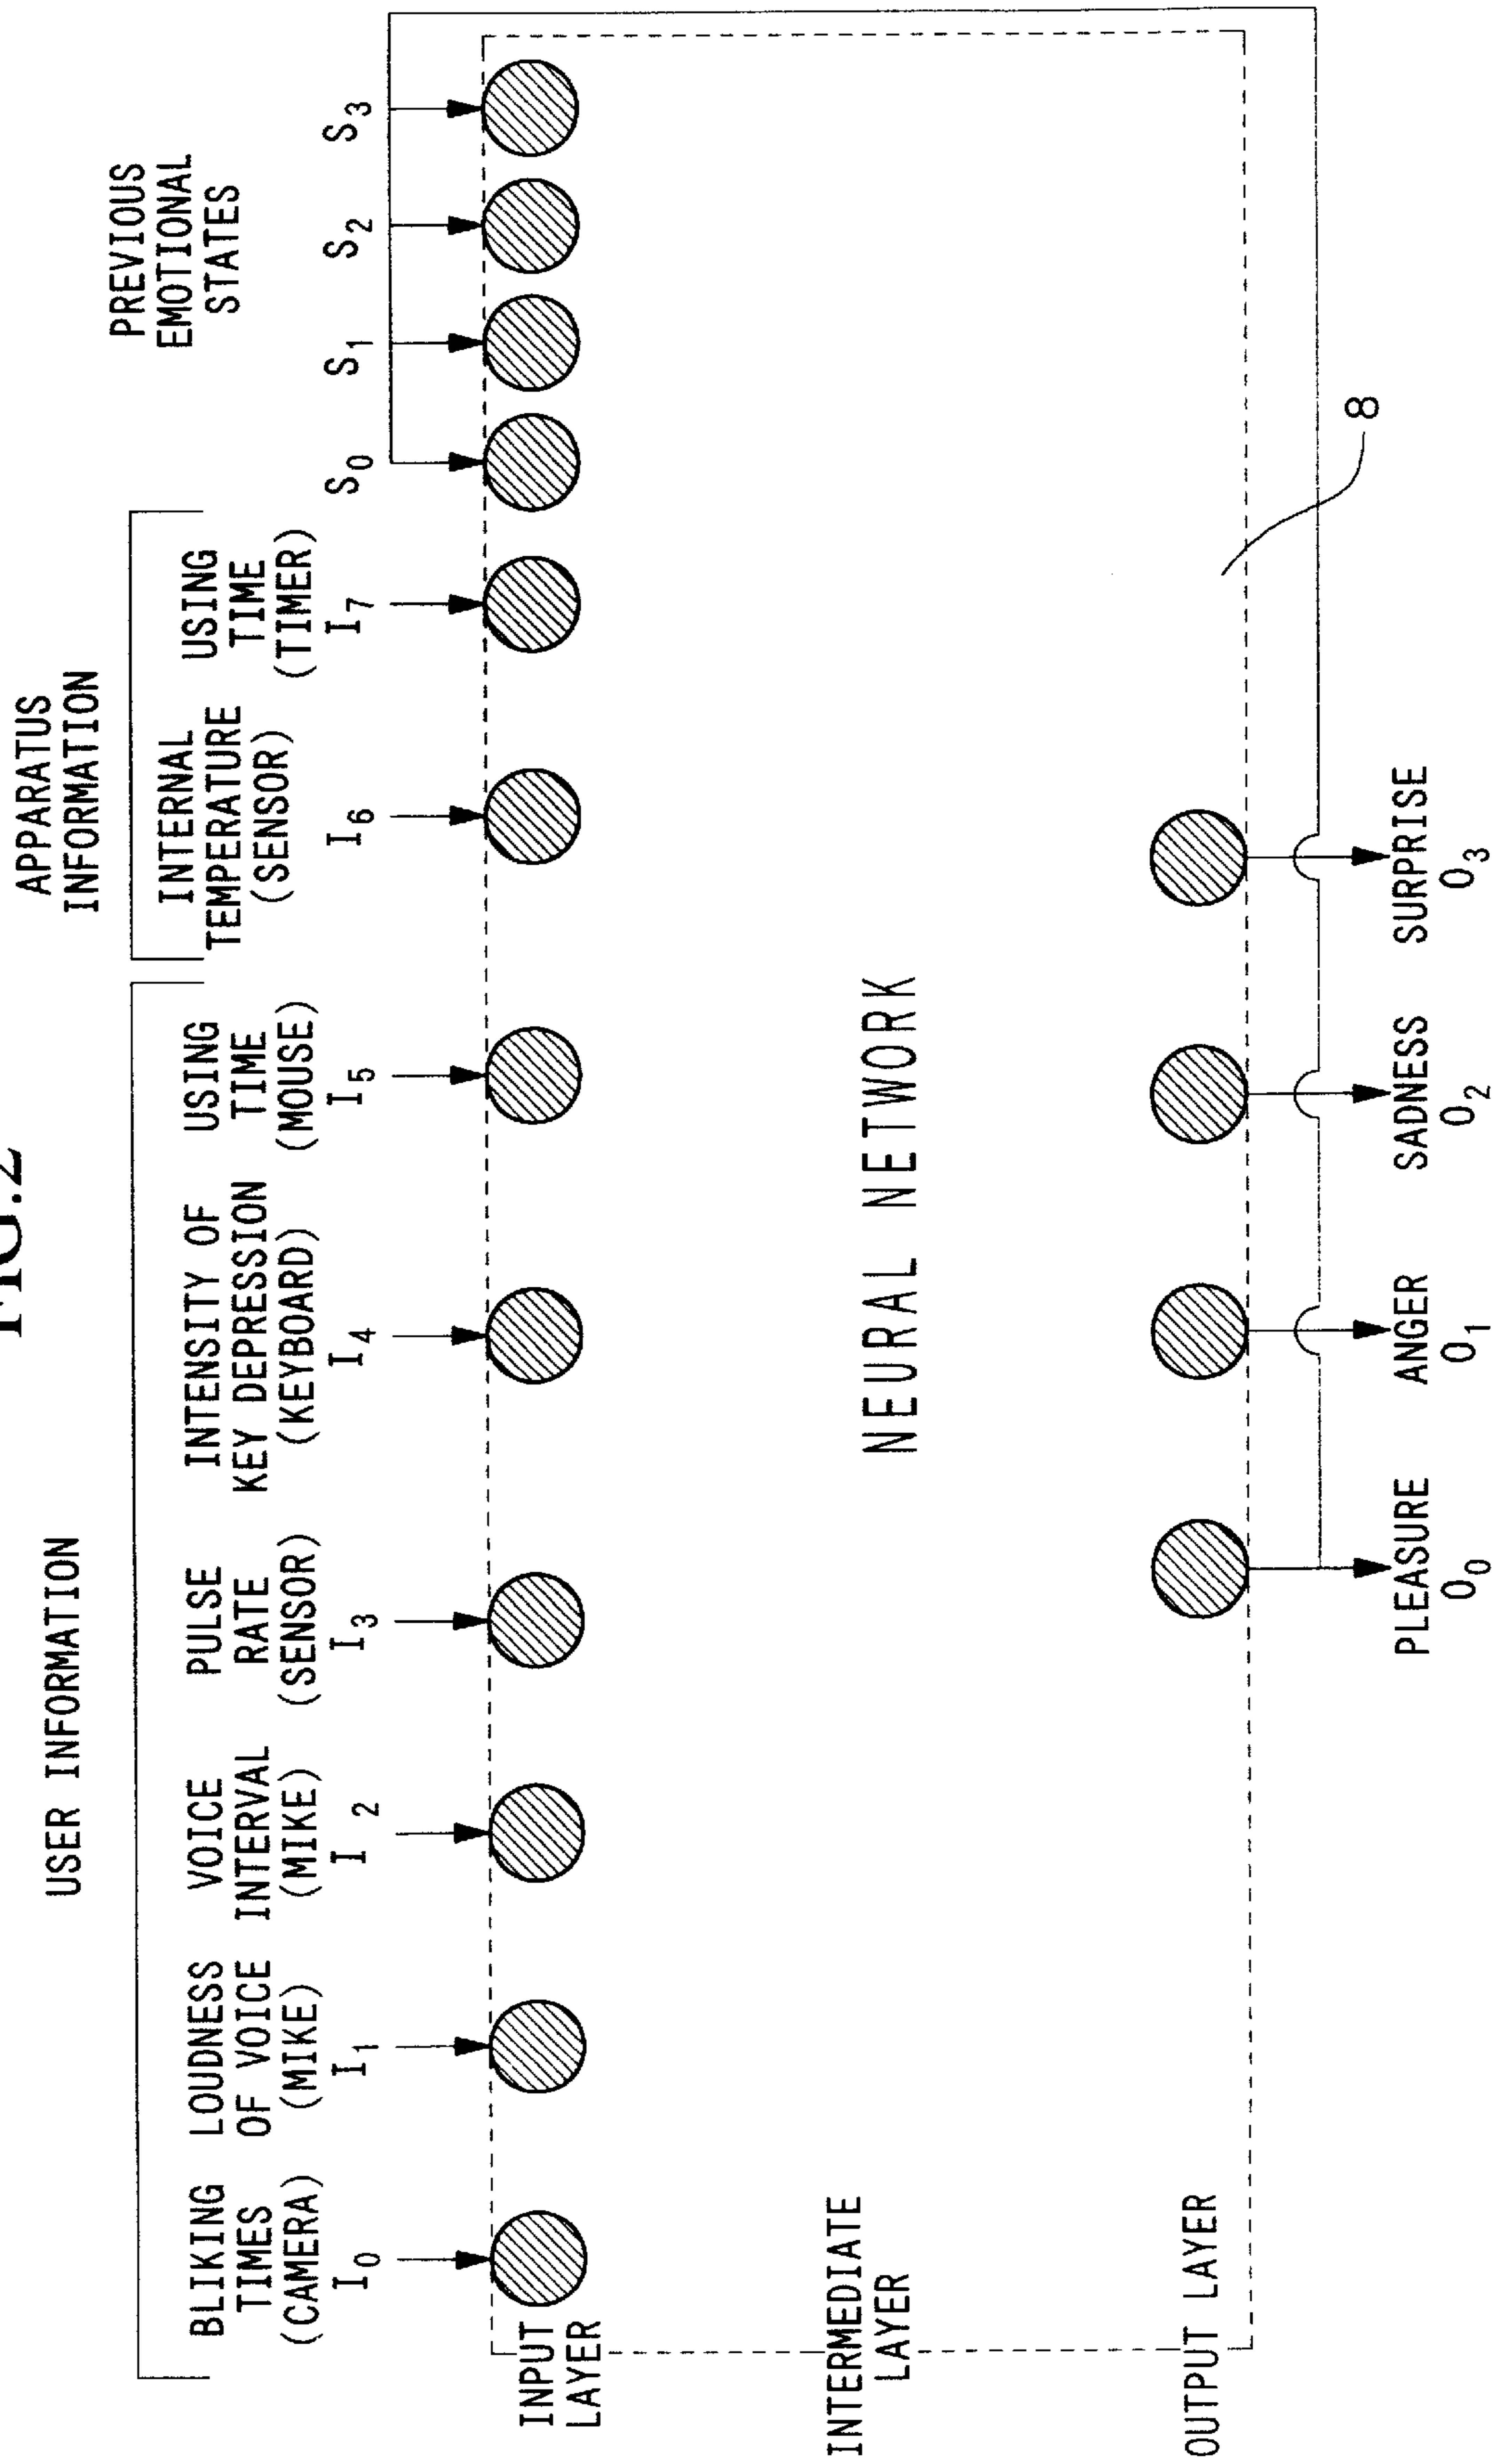 FIG.2
USER INFORMATION
APPARATUS
INFORMATION
PREVIOUS
EMOTIONAL
STATES
BLIKING
TIMES
(CAMERA)
I0
LOUDNESS
OF VOICE
(MIKE)
I1
VOICE
INTERVAL
(MIKE)
I 2
PULSE
RATE
(SENSOR)
I3
INTENSITY OF
KEY DEPRESSION
(KEYBOARD)
I4
USING
TIME
(MOUSE)
I5
INTERNAL
TEMPERATURE
(SENSOR)
I6
USING
TIME
(TIMER)
I7
S0
S1
S2
S3
INPUT
LAYER
INTERMEDIATE
LAYER
NEURAL NETWORK
OUTPUT LAYER
8
PLEASURE
O0
ANGER
O1
SADNESS
O2
SURPRISE
O3